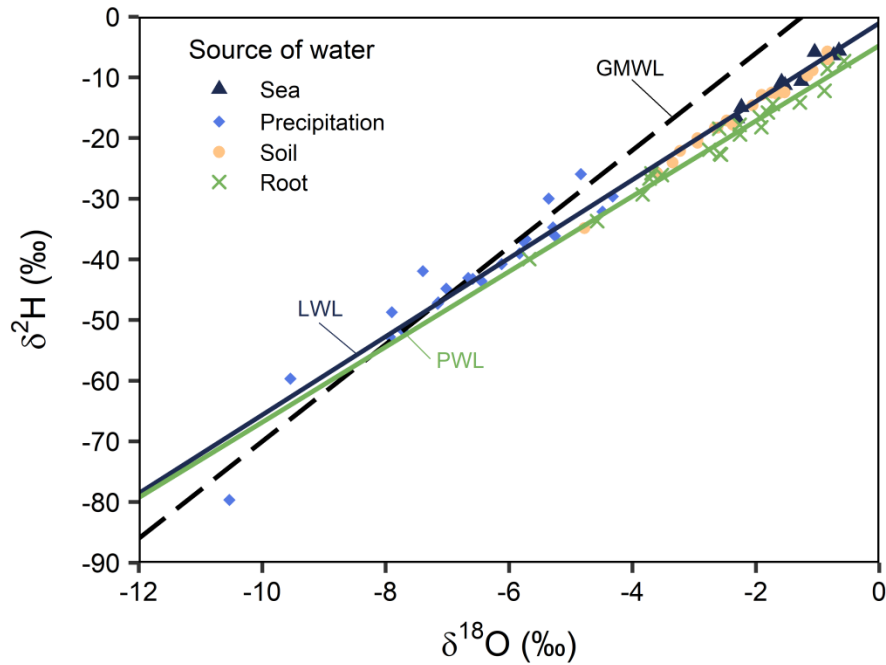 0
-10
-20
-30
-40
-50
-60
-70
-80
-90
δ²H (‰)
Source of water
Sea
Precipitation
Soil
Root
GMWL
LWL
PWL
-12 -10 -8 -6 -4 -2 0
δ¹⁸O (‰)